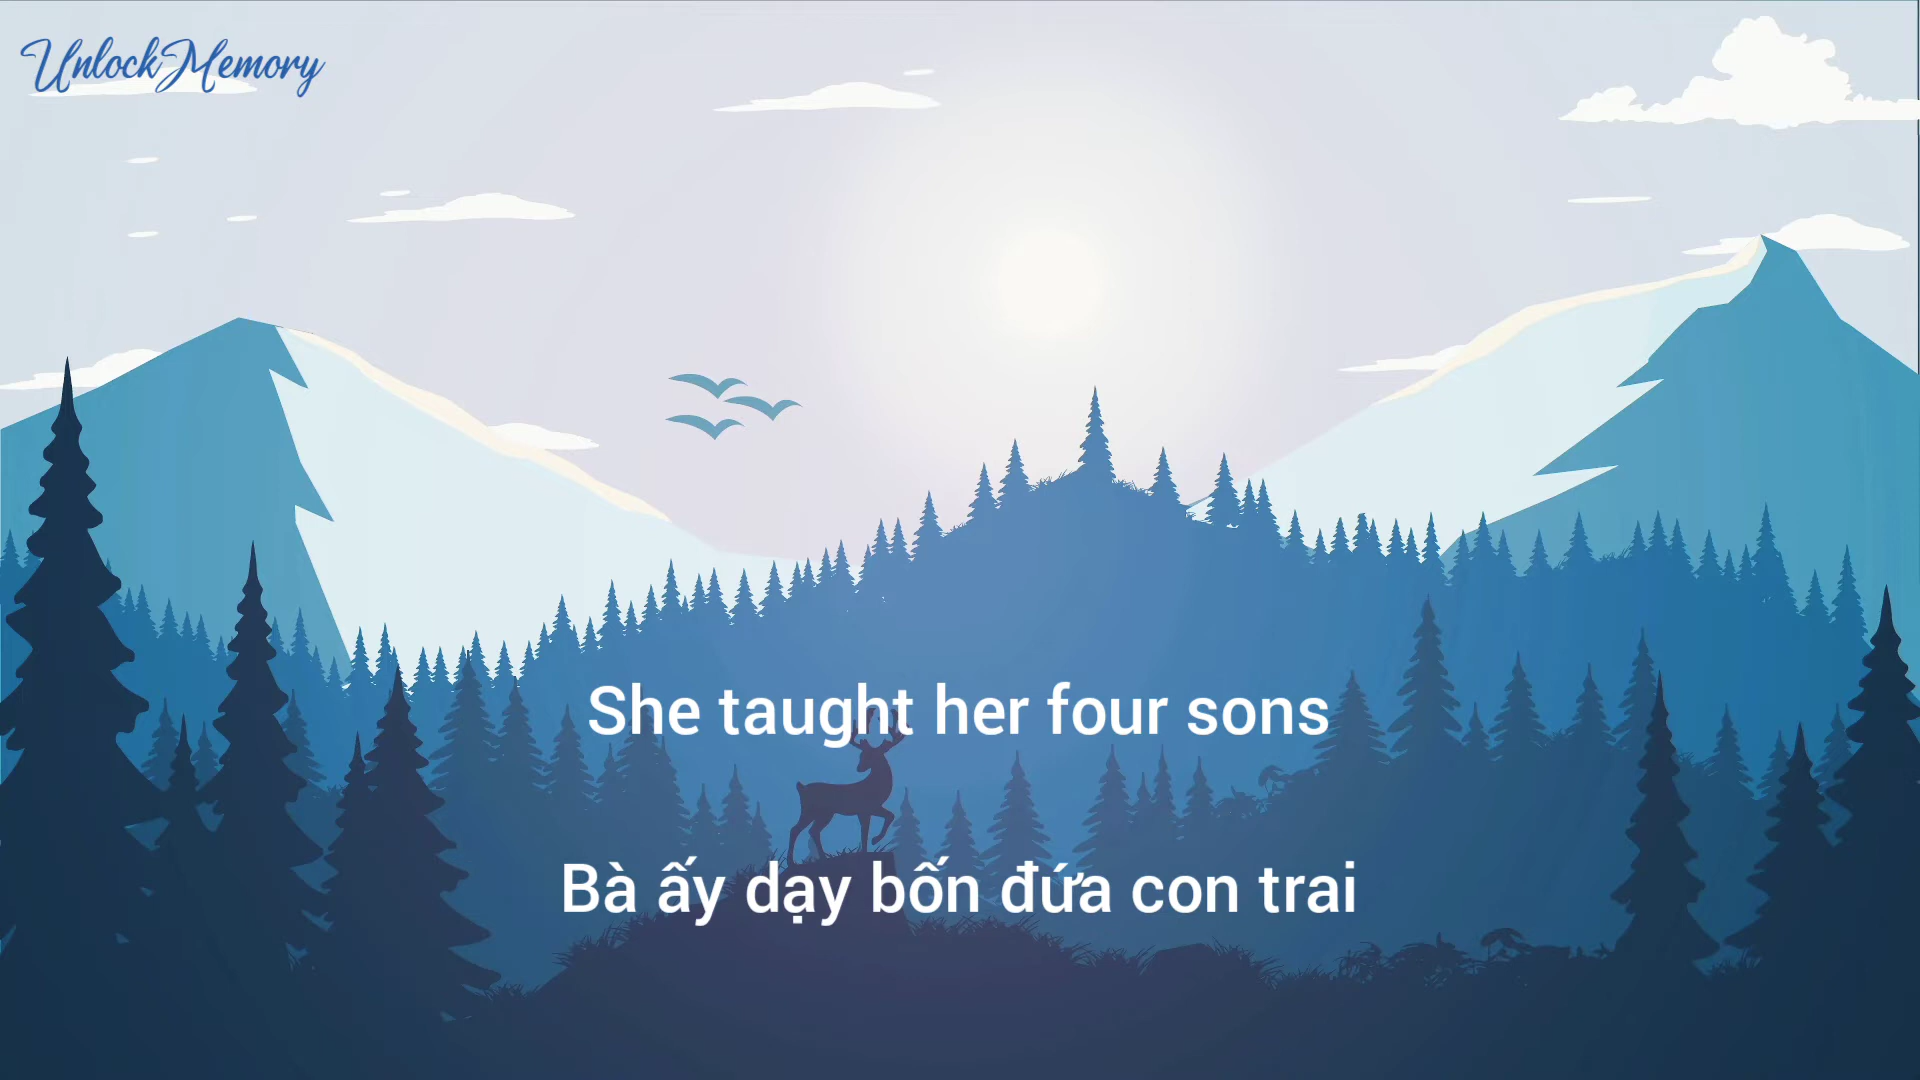 UnlockMemory
She taught her four sons
Bà ấy dạy bốn đứa con trai